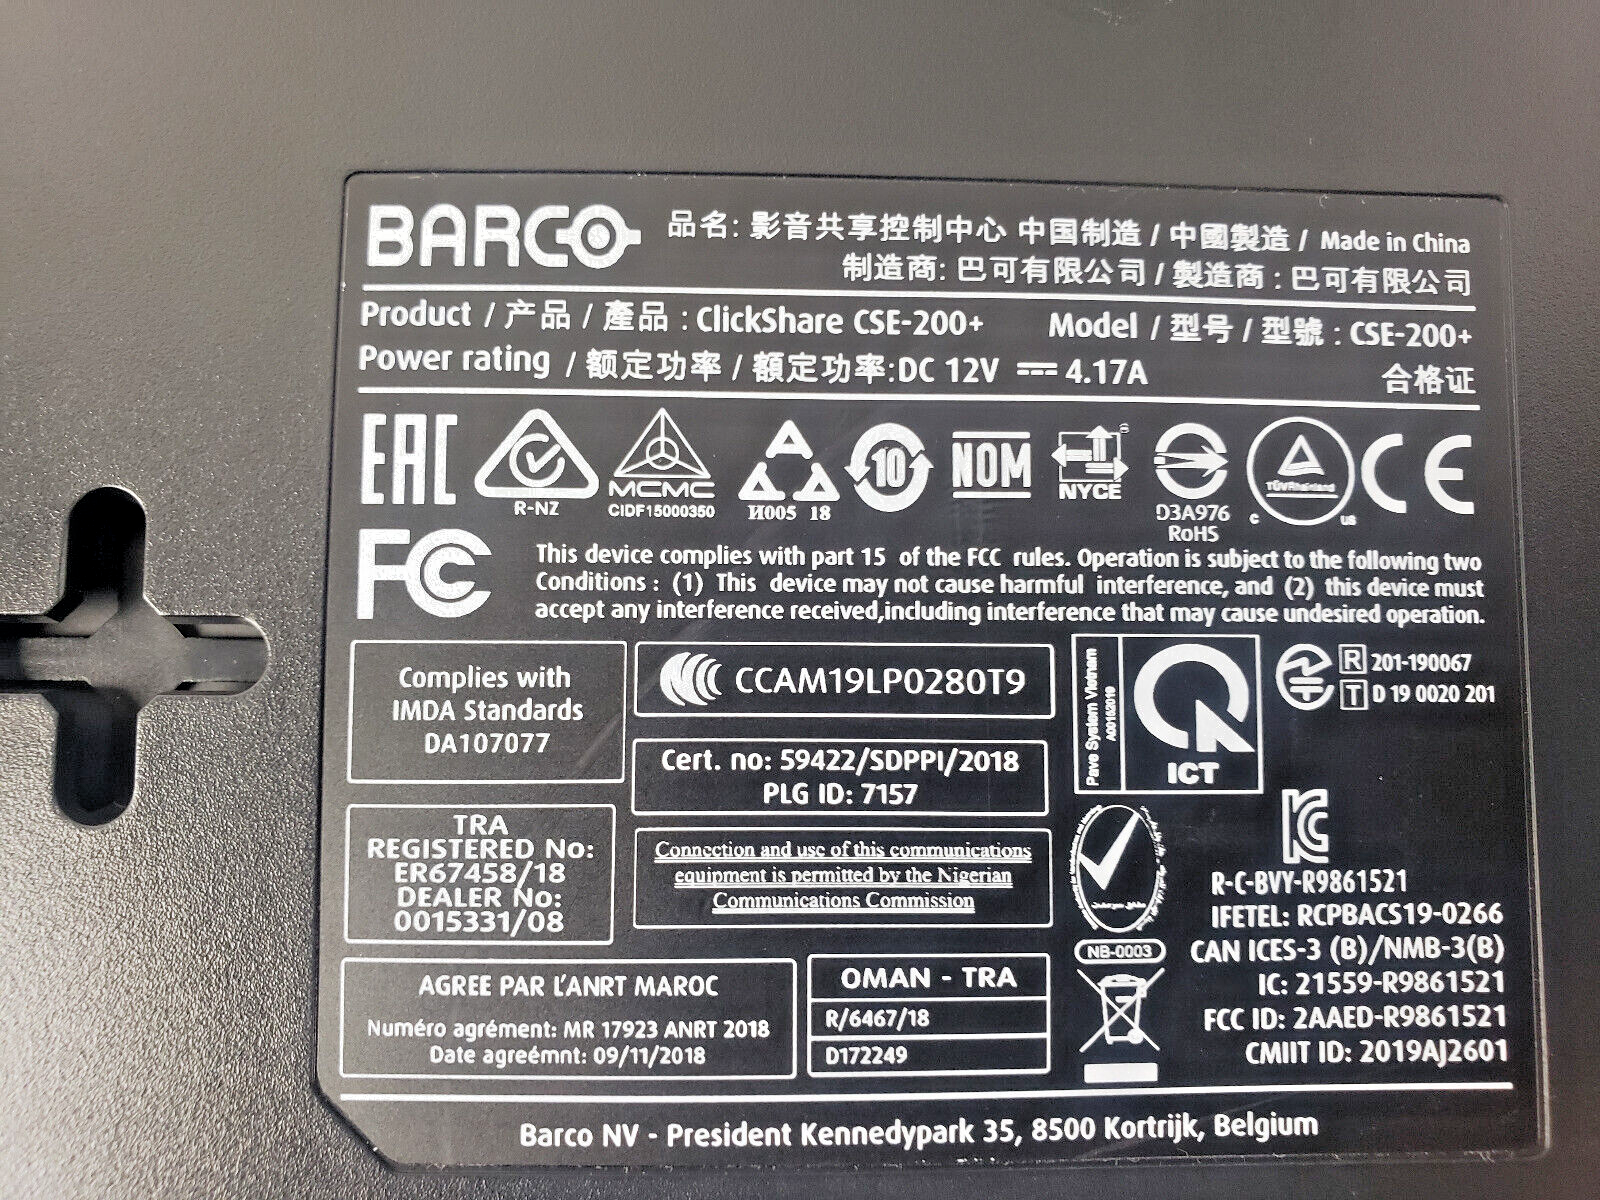 BARCO 品名: 影音共享控制中心 中国制造 / 中國製造 / Made in China
制造商: 巴可有限公司 / 製造商 : 巴可有限公司
Product / 产品 / 產品 : ClickShare CSE-200+ Model / 型号 / 型號 : CSE-200+
Power rating / 额定功率 / 額定功率:DC 12V 4.17A 合格证
EAC
R-NZ
MCMC
CIDF15000350
И005 18
10
NOM
NYCE
D3A976
RoHS
TÜVRheinland
c us
CE
FC
This device complies with part 15 of the FCC rules. Operation is subject to the following two
Conditions : (1) This device may not cause harmful interference, and (2) this device must
accept any interference received,including interference that may cause undesired operation.
Complies with
IMDA Standards
DA107077
CCAM19LP0280T9
Cert. no: 59422/SDPPI/2018
PLG ID: 7157
Pave System Vietnam
A00152019
ICT
R 201-190067
T D 19 0020 201
TRA
REGISTERED No:
ER67458/18
DEALER No:
0015331/08
Connection and use of this communications
equipment is permitted by the Nigerian
Communications Commission
NB-0003
R-C-BVY-R9861521
IFETEL: RCPBACS19-0266
CAN ICES-3 (B)/NMB-3(B)
IC: 21559-R9861521
FCC ID: 2AAED-R9861521
CMIIT ID: 2019AJ2601
AGREE PAR L'ANRT MAROC
Numéro agrément: MR 17923 ANRT 2018
Date agreémnt: 09/11/2018
OMAN - TRA
R/6467/18
D172249
Barco NV - President Kennedypark 35, 8500 Kortrijk, Belgium